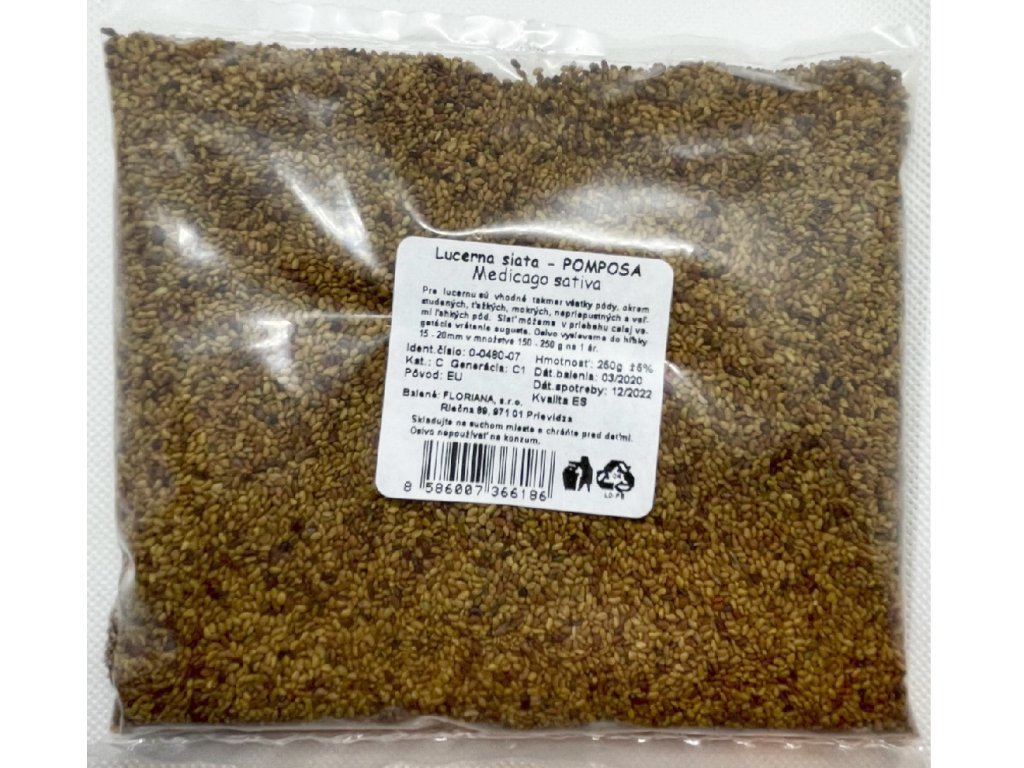 Lucerna siata - POMPOSA
Medicago sativa
Pre lucernu sú vhodné takmer všetky pôdy, okrem
studených, ťažkých, mokrých, nepriepustných a veľ-
mi ľahkých pôd. Siať môžeme v priebehu celej ve-
getácie vrátane augusta. Osivo vysievame do hĺbky
15 - 20mm v množstve 150 - 250 g na 1 ár.
Ident.číslo: 0-0480-07
Kat.: C Generácia: C1
Pôvod: EU
Hmotnosť: 250g ±5%
Dát.balenia: 03/2020
Dát.spotreby: 12/2022
Kvalita ES
Balené: FLORIANA, s.r.o.
Riečna 89, 971 01 Prievidza
Skladujte na suchom mieste a chráňte pred deťmi.
Osivo nepoužívať na konzum.
8 586007 366186
LD-PE